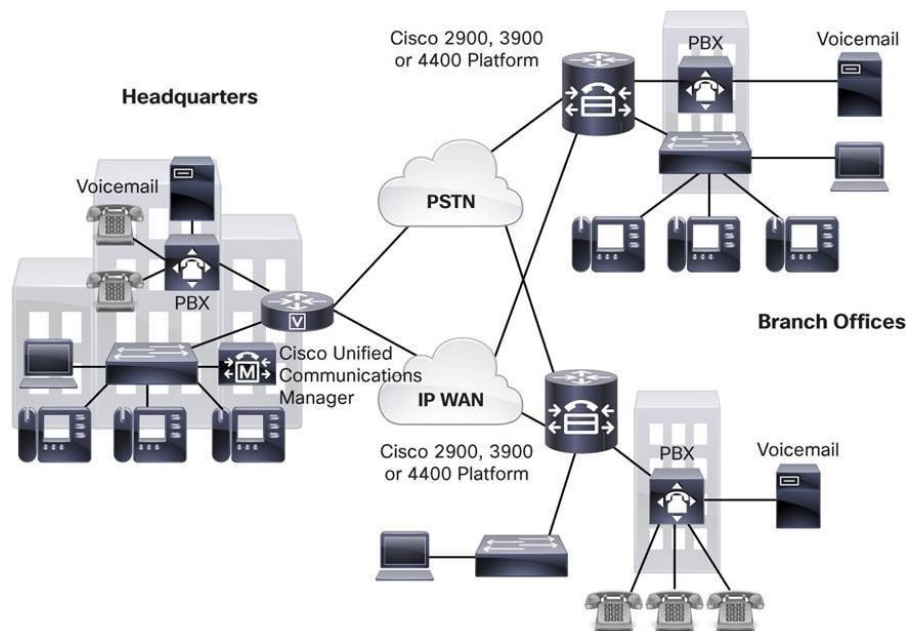 Cisco 2900, 3900
or 4400 Platform
PBX
Voicemail
Headquarters
Voicemail
PBX
PSTN
V
Cisco Unified
Communications
Manager
M
Branch Offices
IP WAN
Cisco 2900, 3900
or 4400 Platform
PBX
Voicemail